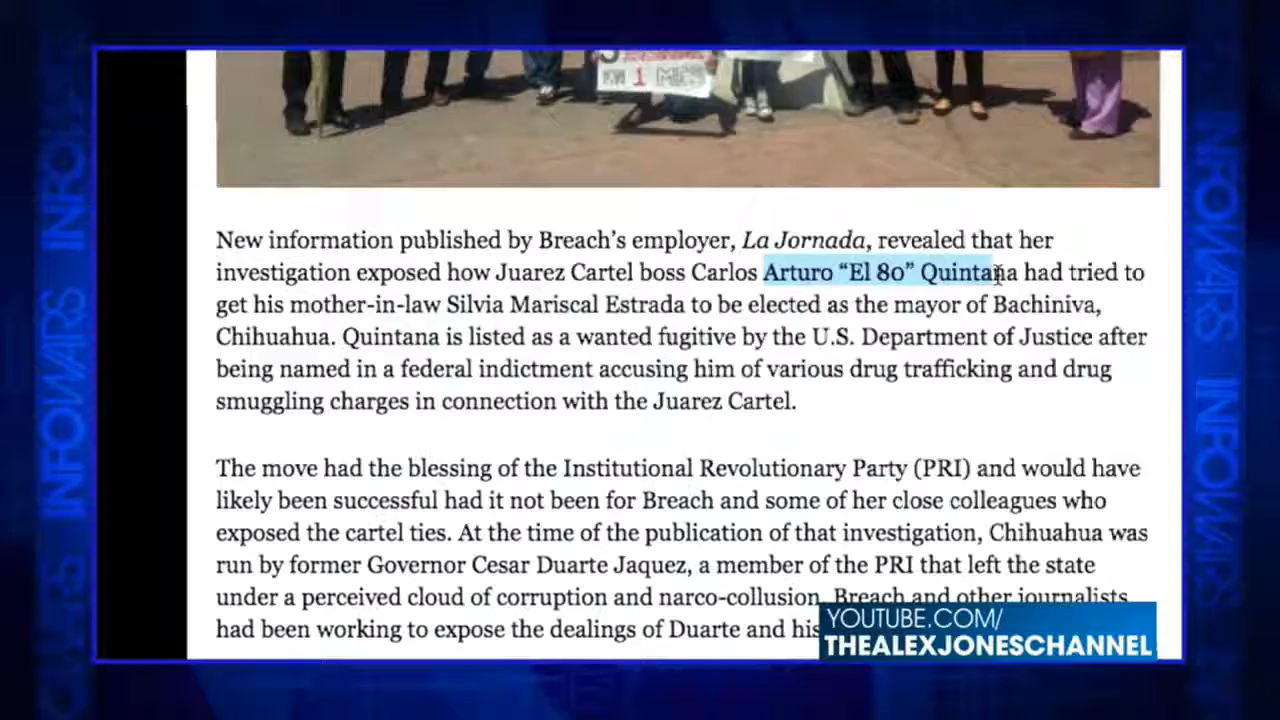 1 MES
New information published by Breach's employer, La Jornada, revealed that her
investigation exposed how Juarez Cartel boss Carlos Arturo “El 80” Quintana had tried to
get his mother-in-law Silvia Mariscal Estrada to be elected as the mayor of Bachiniva,
Chihuahua. Quintana is listed as a wanted fugitive by the U.S. Department of Justice after
being named in a federal indictment accusing him of various drug trafficking and drug
smuggling charges in connection with the Juarez Cartel.
The move had the blessing of the Institutional Revolutionary Party (PRI) and would have
likely been successful had it not been for Breach and some of her close colleagues who
exposed the cartel ties. At the time of the publication of that investigation, Chihuahua was
run by former Governor Cesar Duarte Jaquez, a member of the PRI that left the state
under a perceived cloud of corruption and narco-collusion. Breach and other journalists
had been working to expose the dealings of Duarte and his
YOUTUBE.COM/
THEALEXJONESCHANNEL
INFOWARS INFOWARS
INFOWARS INFOWARS